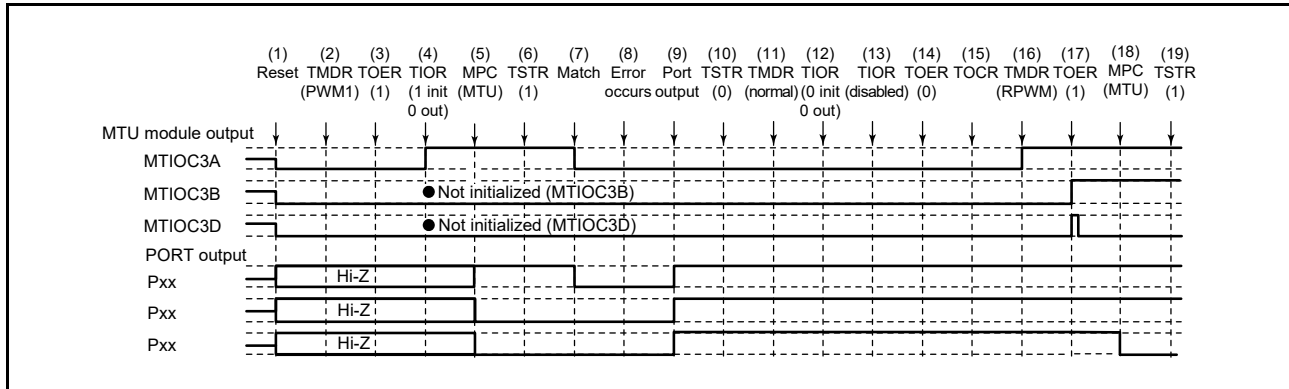 (1) (2) (3) (4) (5) (6) (7) (8) (9) (10) (11) (12) (13) (14) (15) (16) (17) (18) (19)
Reset TMDR TOER TIOR MPC TSTR Match Error Port TSTR TMDR TIOR TIOR TOER TOCR TMDR TOER MPC TSTR
(PWM1) (1) (1 init (MTU) (1) occurs output (0) (normal) (0 init (disabled) (0) (RPWM) (1) (MTU) (1)
0 out) 0 out)
MTU module output
MTIOC3A
MTIOC3B ● Not initialized (MTIOC3B)
MTIOC3D ● Not initialized (MTIOC3D)
PORT output
Pxx Hi-Z
Pxx Hi-Z
Pxx Hi-Z